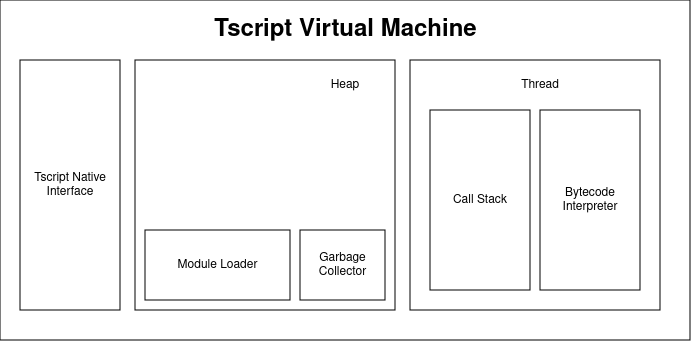 Tscript Virtual Machine
Tscript Native
Interface
Heap
Module Loader
Garbage
Collector
Thread
Call Stack
Bytecode
Interpreter